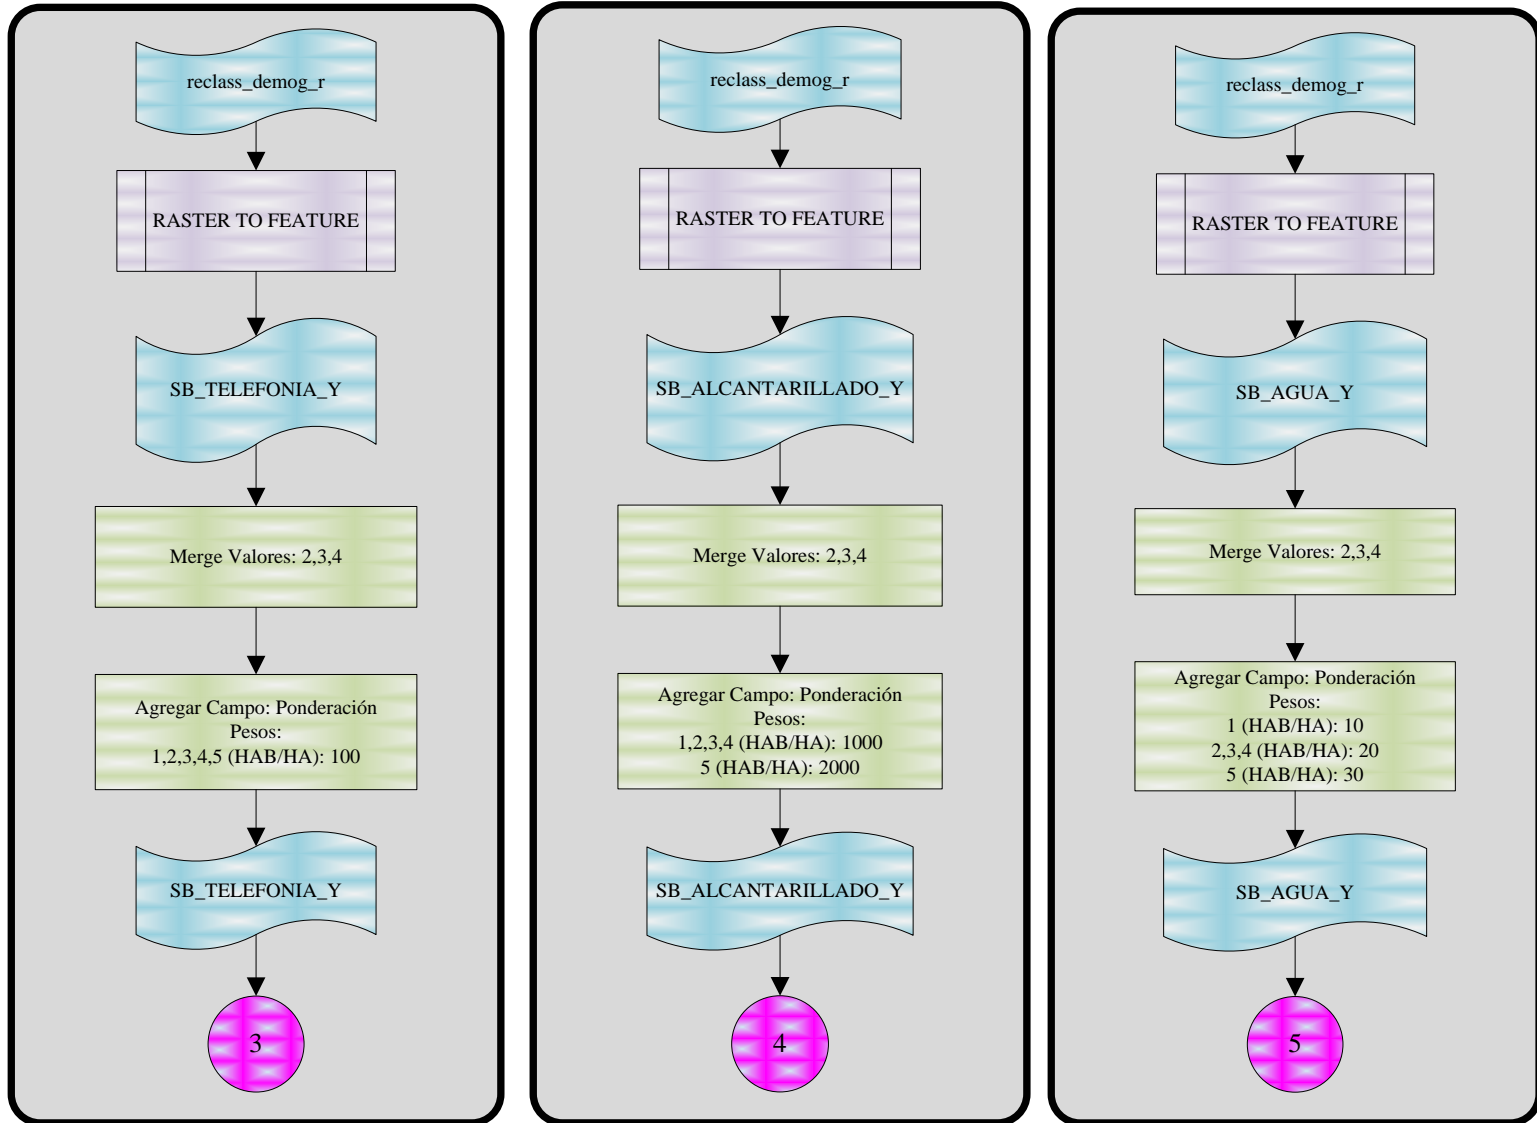 reclass_demog_r
RASTER TO FEATURE
SB_TELEFONIA_Y
Merge Valores: 2,3,4
Agregar Campo: Ponderación
Pesos:
1,2,3,4,5 (HAB/HA): 100
SB_TELEFONIA_Y
3
reclass_demog_r
RASTER TO FEATURE
SB_ALCANTARILLADO_Y
Merge Valores: 2,3,4
Agregar Campo: Ponderación
Pesos:
1,2,3,4 (HAB/HA): 1000
5 (HAB/HA): 2000
SB_ALCANTARILLADO_Y
4
reclass_demog_r
RASTER TO FEATURE
SB_AGUA_Y
Merge Valores: 2,3,4
Agregar Campo: Ponderación
Pesos:
1 (HAB/HA): 10
2,3,4 (HAB/HA): 20
5 (HAB/HA): 30
SB_AGUA_Y
5